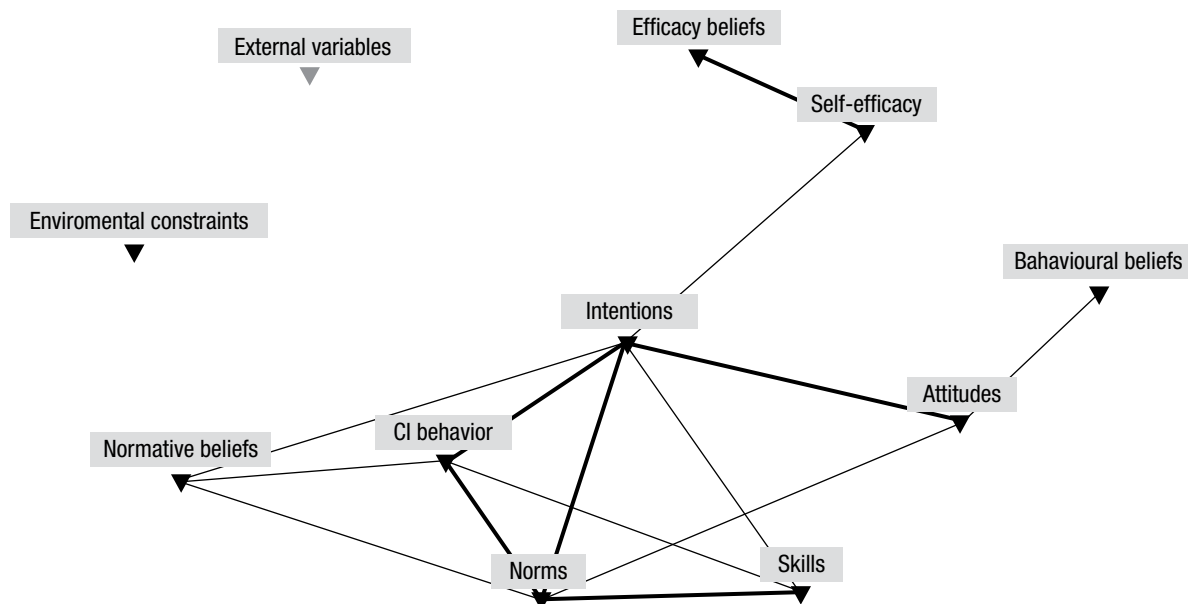 Efficacy beliefs
External variables
Self-efficacy
Enviromental constraints
Bahavioural beliefs
Intentions
Attitudes
CI behavior
Normative beliefs
Norms
Skills